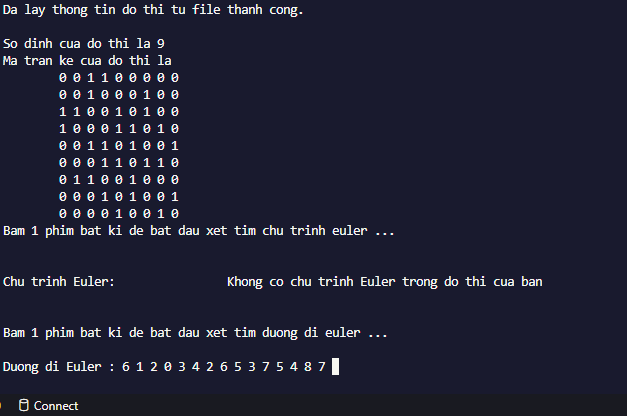 Da lay thong tin do thi tu file thanh cong.
So dinh cua do thi la 9
Ma tran ke cua do thi la
0 0 1 1 0 0 0 0 0
0 0 1 0 0 0 1 0 0
1 1 0 0 1 0 1 0 0
1 0 0 0 1 1 0 1 0
0 0 1 1 0 1 0 0 1
0 0 0 1 1 0 1 1 0
0 1 1 0 0 1 0 0 0
0 0 0 1 0 1 0 0 1
0 0 0 0 1 0 0 1 0
Bam 1 phim bat ki de bat dau xet tim chu trinh euler ...
Chu trinh Euler: Khong co chu trinh Euler trong do thi cua ban
Bam 1 phim bat ki de bat dau xet tim duong di euler ...
Duong di Euler : 6 1 2 0 3 4 2 6 5 3 7 5 4 8 7
Connect